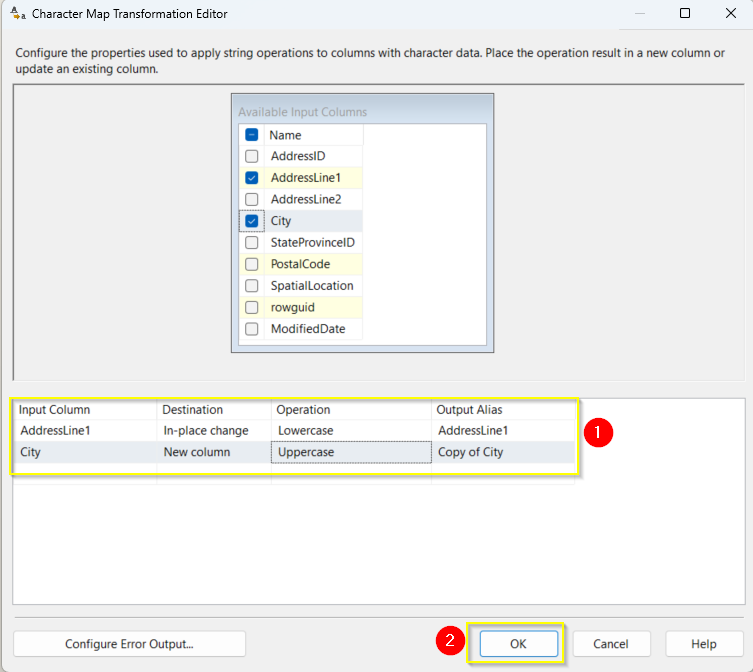 Character Map Transformation Editor
Configure the properties used to apply string operations to columns with character data. Place the operation result in a new column or
update an existing column.
Available Input Columns
Name
AddressID
AddressLine1
AddressLine2
City
StateProvinceID
PostalCode
SpatialLocation
rowguid
ModifiedDate
Input Column Destination Operation Output Alias
AddressLine1 In-place change Lowercase AddressLine1
City New column Uppercase Copy of City
1
2
Configure Error Output... OK Cancel Help